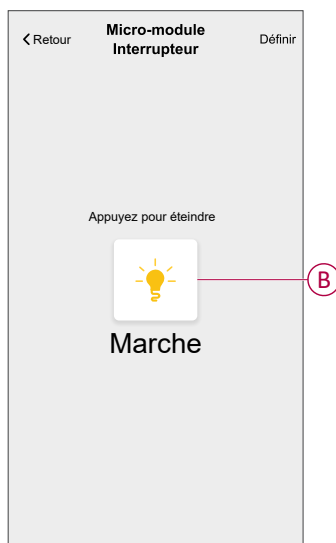 Retour
Micro-module
Interrupteur
Définir
Appuyez pour éteindre
B
Marche